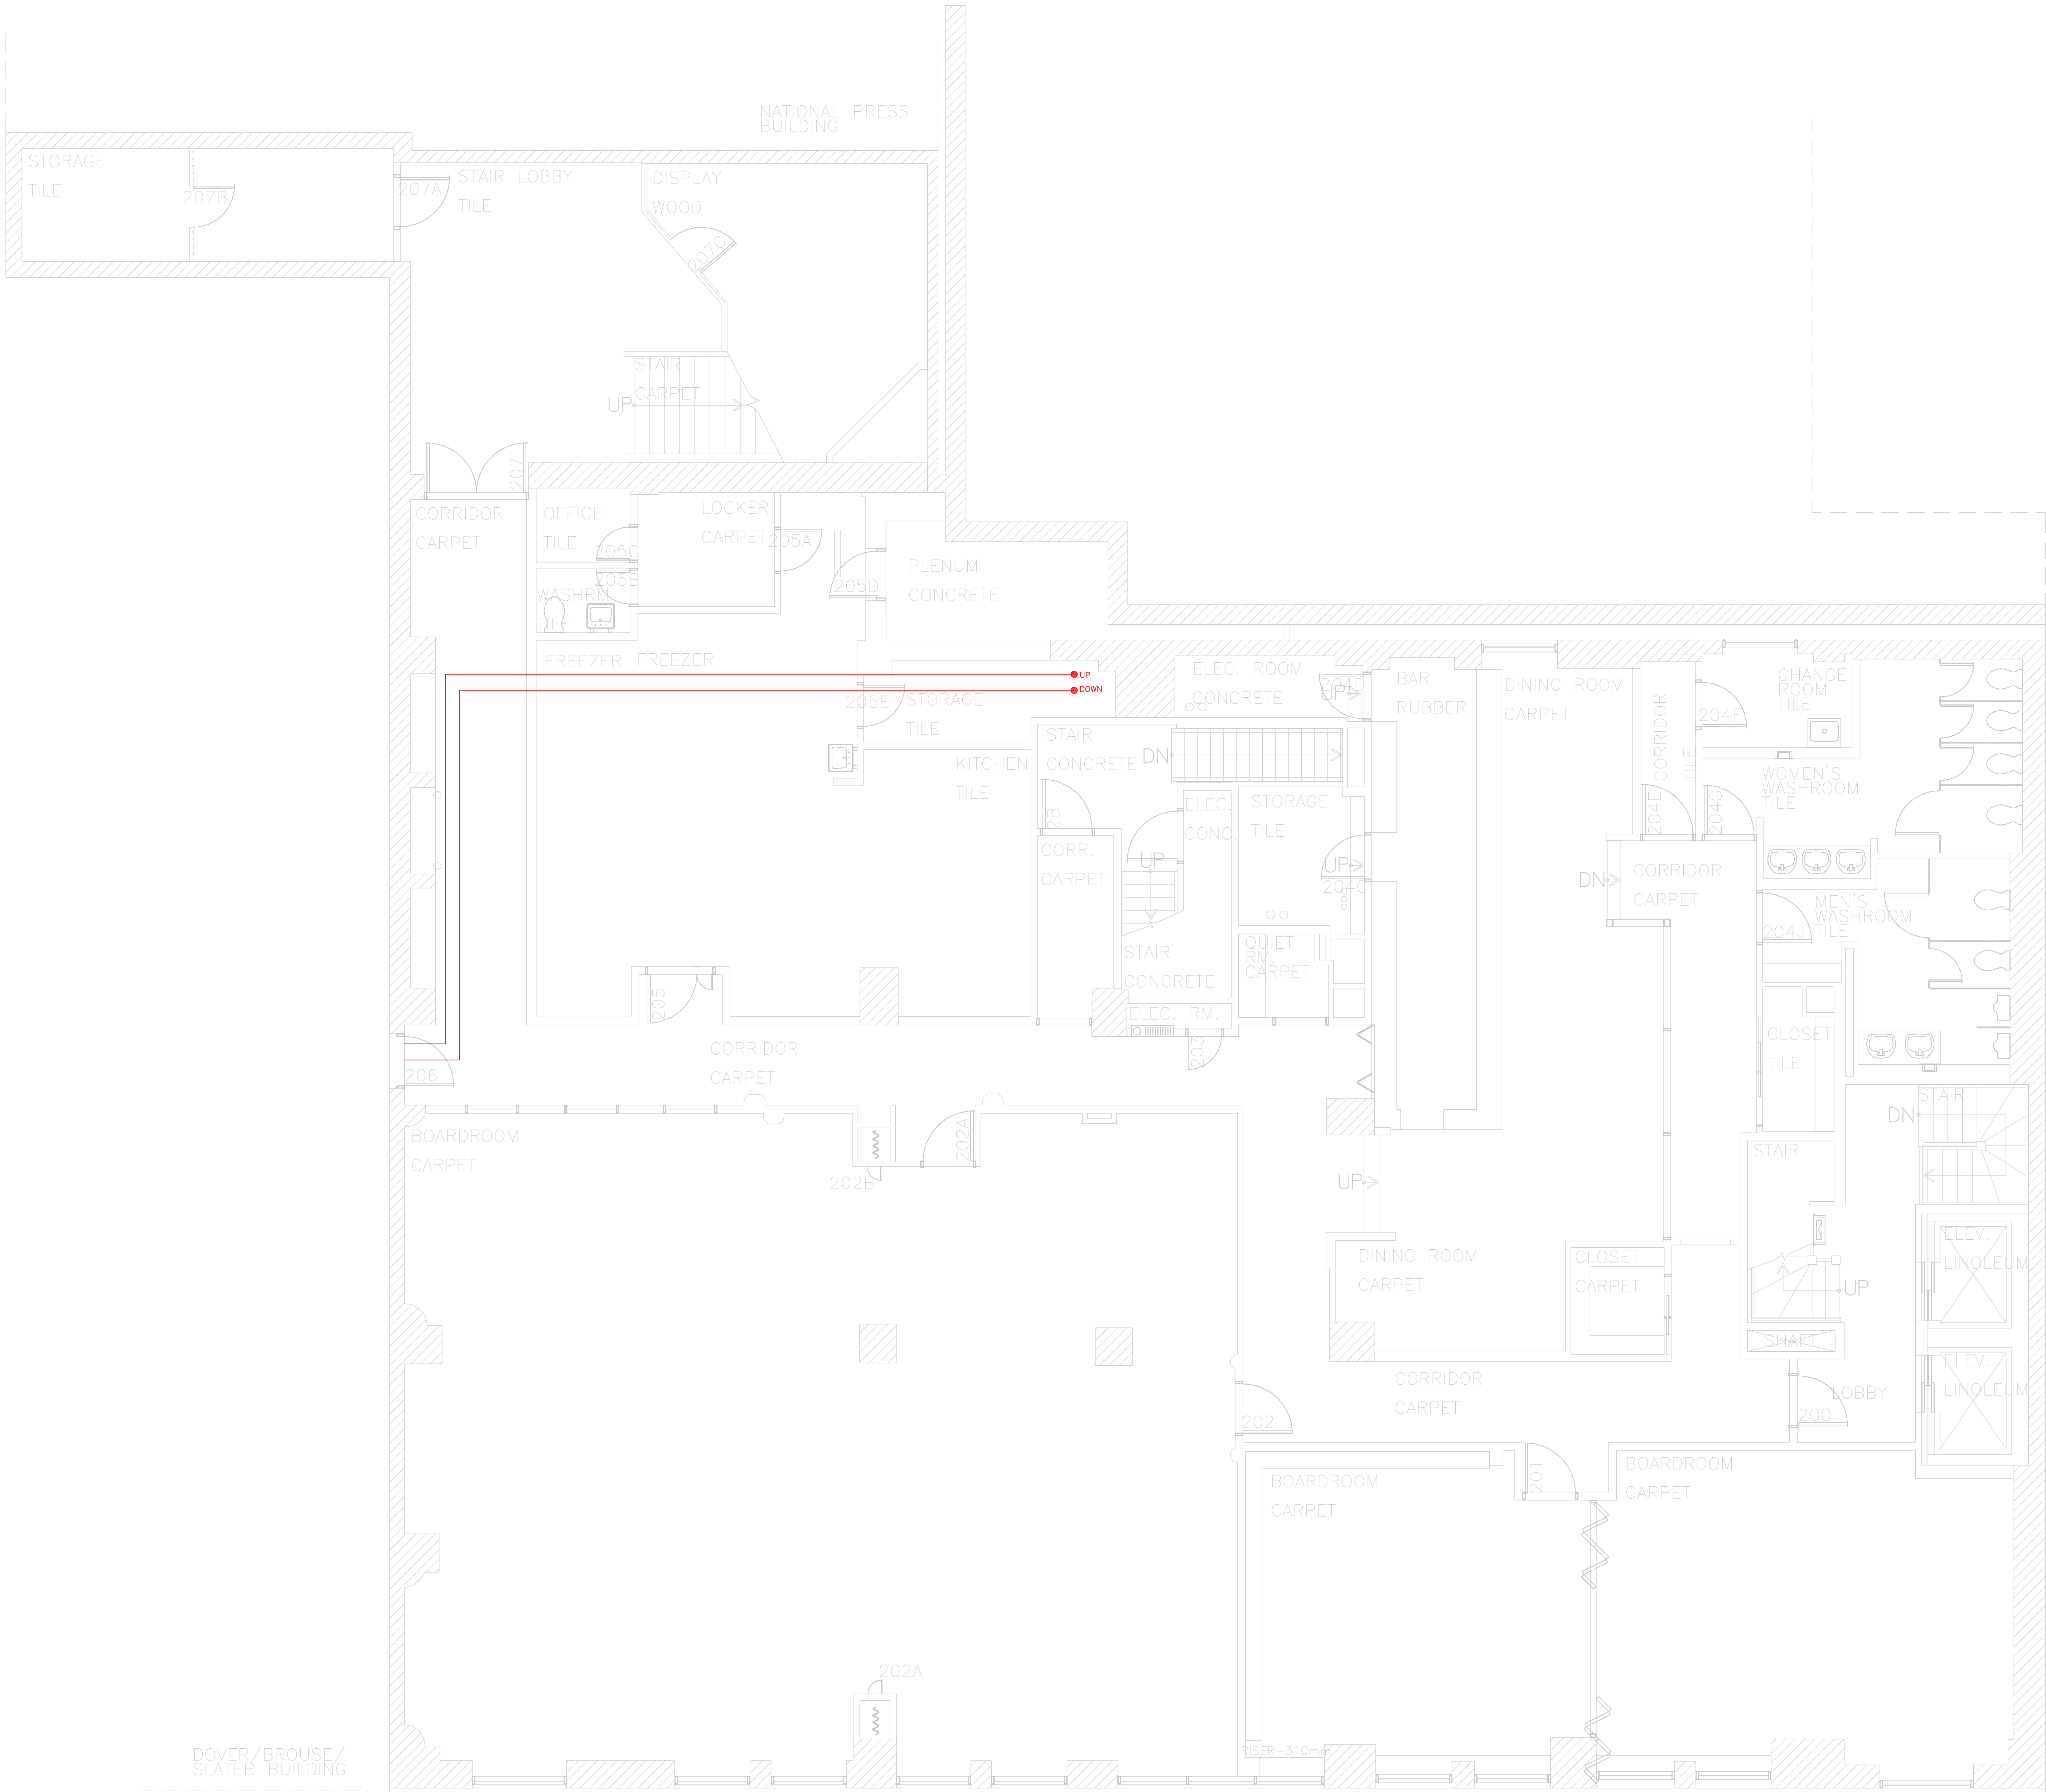 NATIONAL PRESS
BUILDING
STORAGE
TILE
207B
207A
STAIR LOBBY
TILE
DISPLAY
WOOD
207C
STAIR
CARPET
UP
207
CORRIDOR
CARPET
OFFICE
TILE
205C
LOCKER
CARPET
205A
205B
WASHRM
TILE
205D
PLENUM
CONCRETE
FREEZER
FREEZER
UP
DOWN
205E
STORAGE
TILE
ELEC. ROOM
CONCRETE
UP
BAR
RUBBER
DINING ROOM
CARPET
CORRIDOR
TILE
CHANGE
ROOM
TILE
204F
STAIR
CONCRETE
DN
KITCHEN
TILE
WOMEN'S
WASHROOM
TILE
2B
ELEC.
CONC.
STORAGE
TILE
204E
204G
CORR.
CARPET
UP
UP
204C
DN
CORRIDOR
CARPET
MEN'S
WASHROOM
TILE
204J
STAIR
CONCRETE
QUIET
RM.
CARPET
205
ELEC. RM.
203
CORRIDOR
CARPET
206
CLOSET
TILE
STAIR
DN
BOARDROOM
CARPET
202A
202B
UP
STAIR
DINING ROOM
CARPET
CLOSET
CARPET
UP
ELEV.
LINOLEUM
SHAFT
ELEV.
LINOLEUM
CORRIDOR
CARPET
LOBBY
202
200
BOARDROOM
CARPET
201
BOARDROOM
CARPET
202A
RISER-310mm
DOVER/BROUSE/
SLATER BUILDING